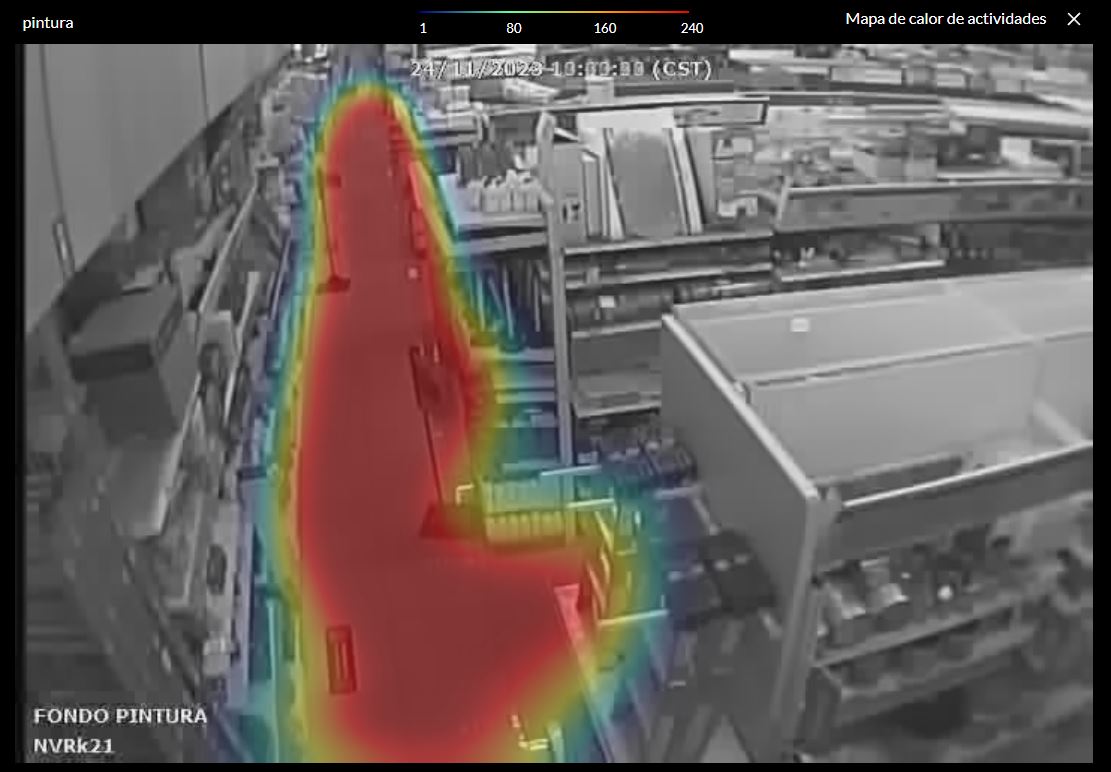 pintura
1 80 160 240
Mapa de calor de actividades
24/11/2023 (CST)
FONDO PINTURA
NVRk21